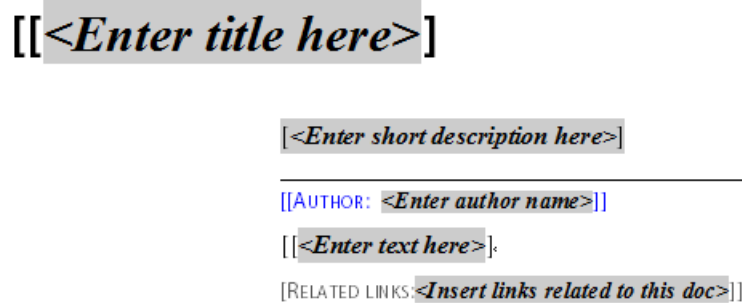 [[<Enter title here>]
[<Enter short description here>]
[[AUTHOR: <Enter author name>]]
[[<Enter text here>].
[RELATED LINKS:<Insert links related to this doc>]]